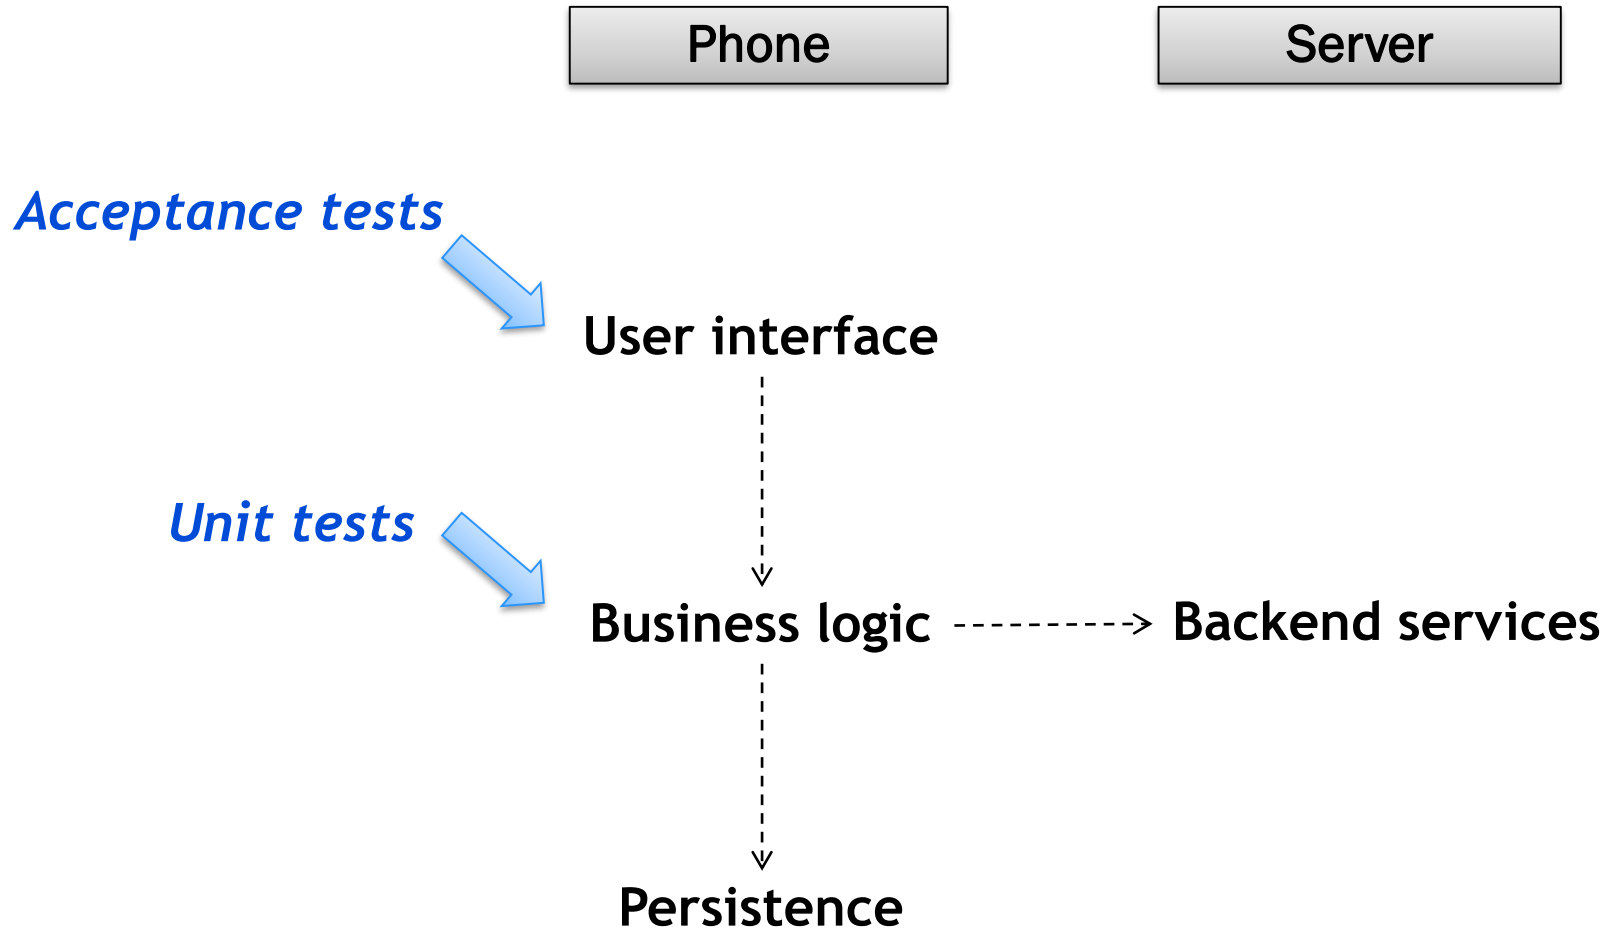 Phone
Server
Acceptance tests
User interface
Unit tests
Business logic
Backend services
Persistence